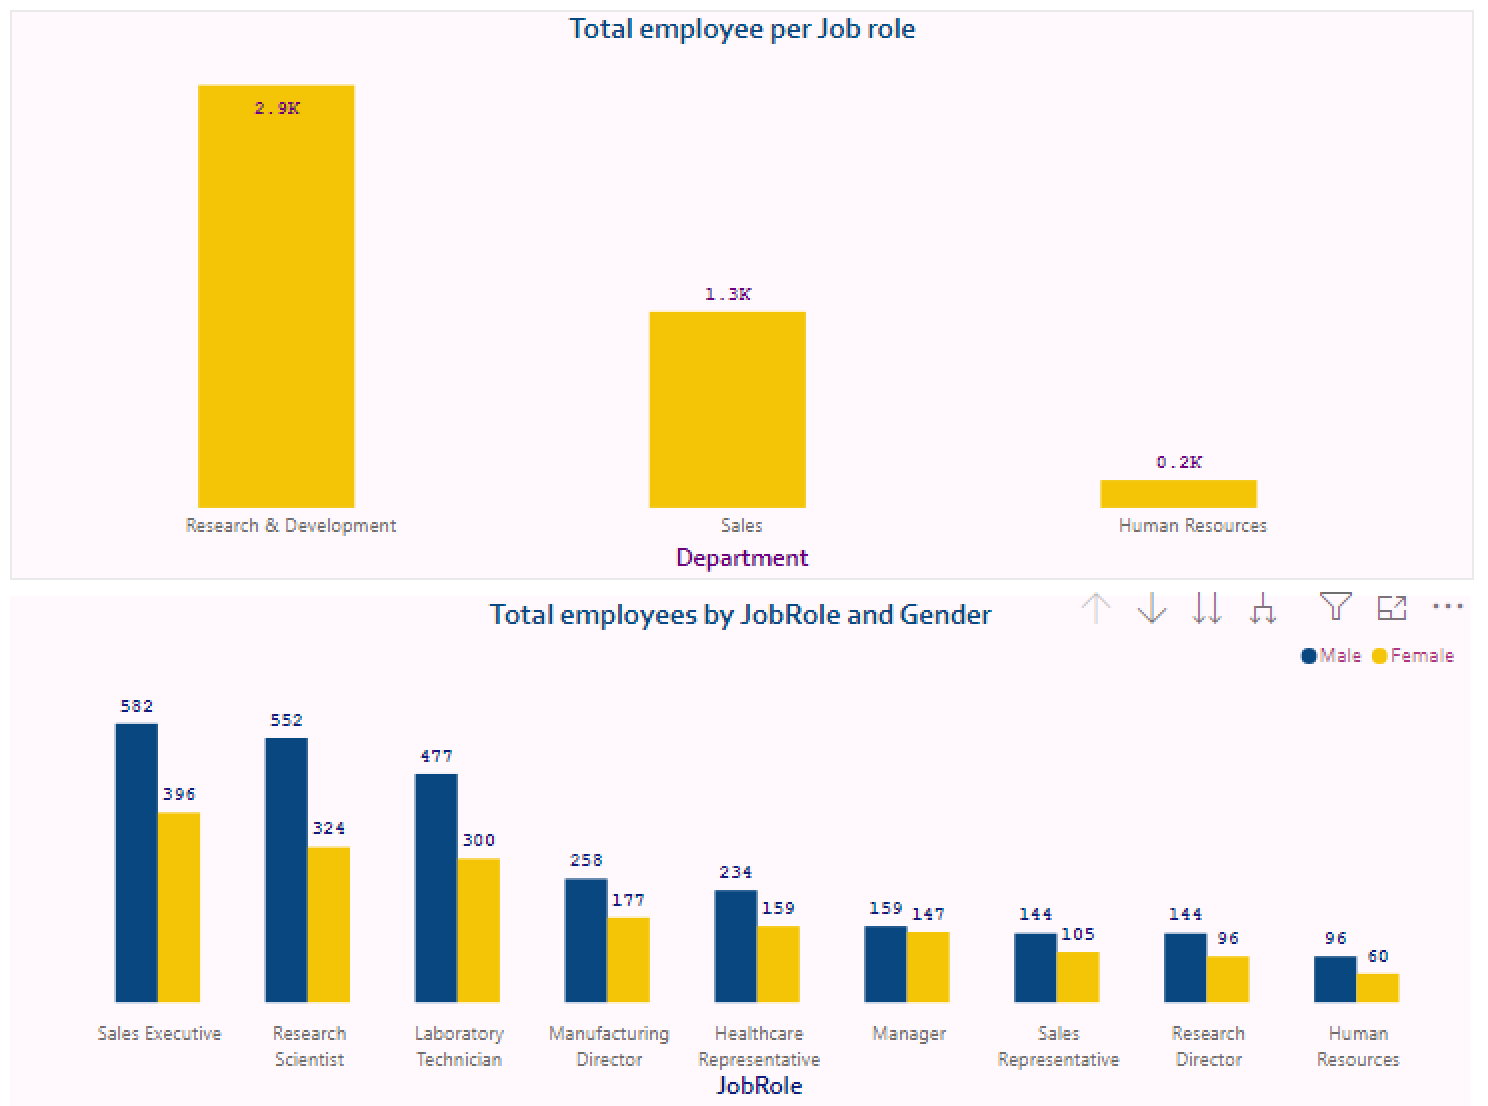 Total employee per Job role
2.9K
1.3K
0.2K
Research & Development Sales Human Resources
Department
Total employees by JobRole and Gender
Male Female
582
552
477
396
324
300
258
234
177
159
159 147
144
144
105
96
96
60
Sales Executive Research Laboratory Manufacturing Healthcare Manager Sales Research Human
Scientist Technician Director Representative Representative Director Resources
JobRole